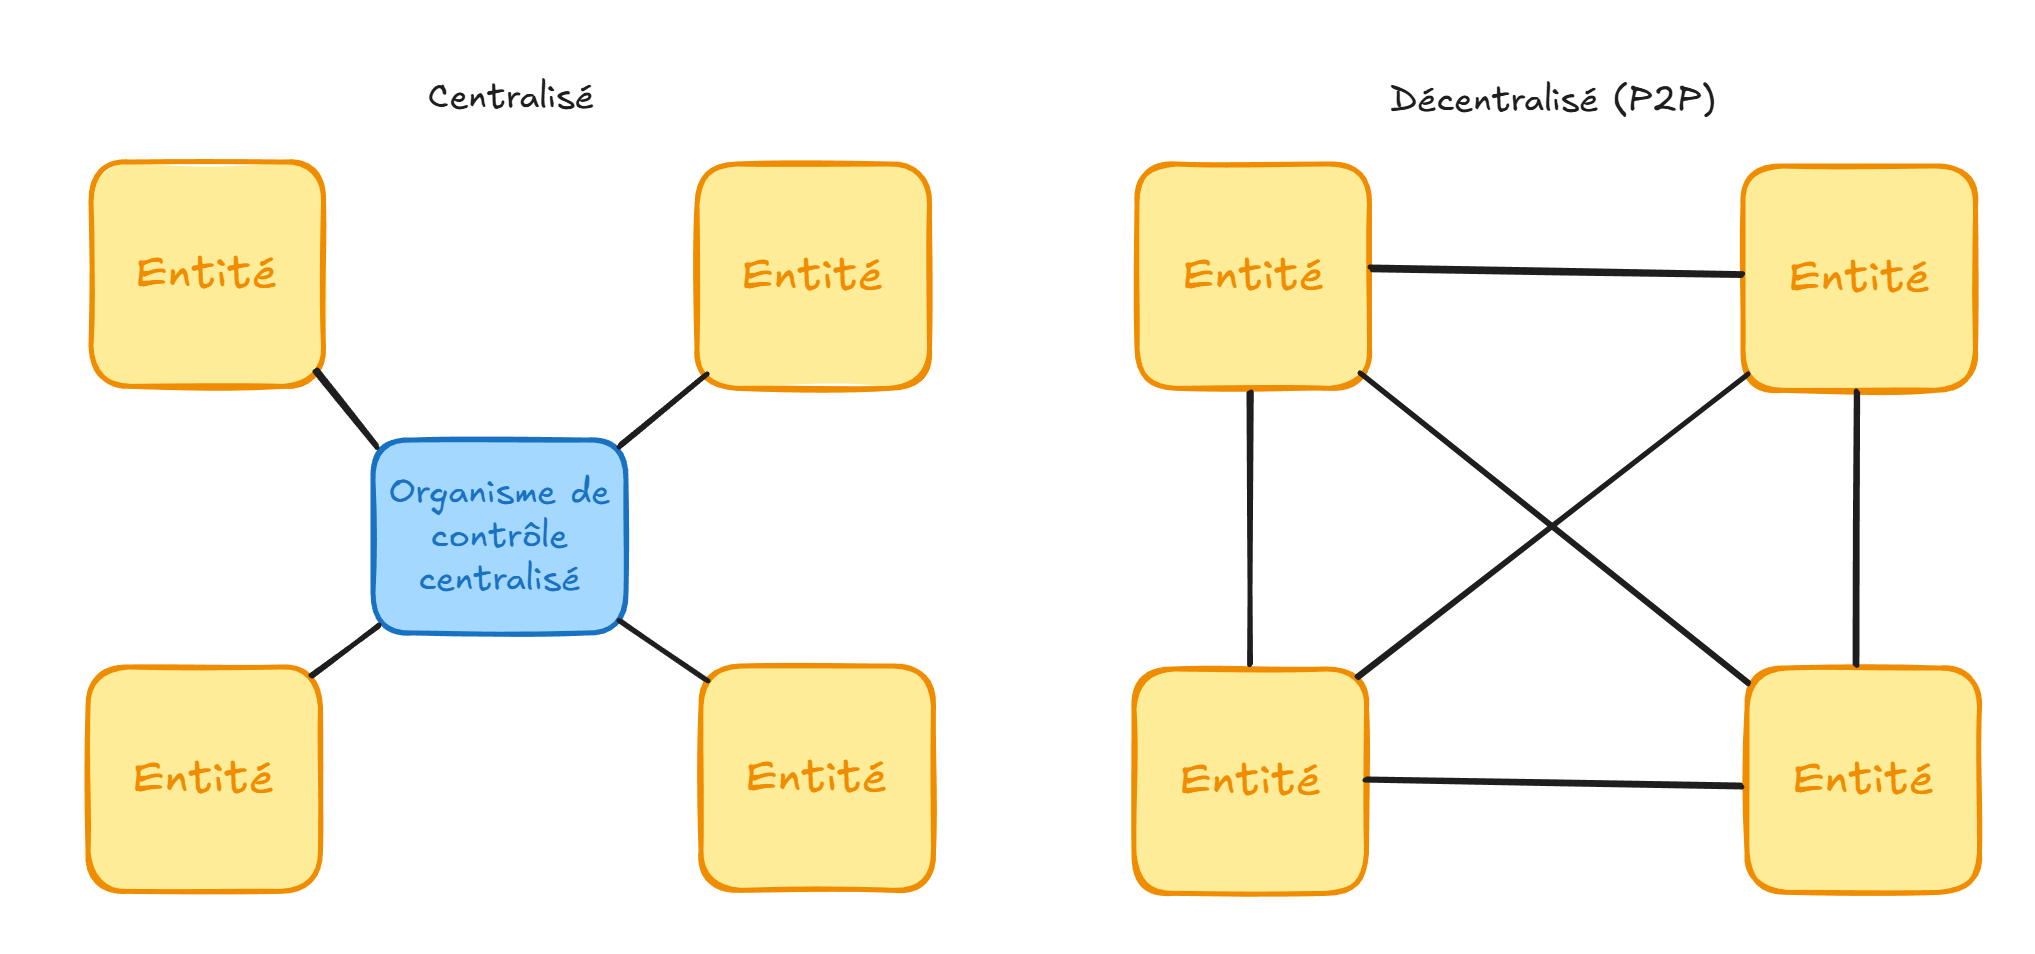 Centralisé
Décentralisé (P2P)
Entité
Entité
Organisme de
contrôle
centralisé
Entité
Entité
Entité
Entité
Entité
Entité